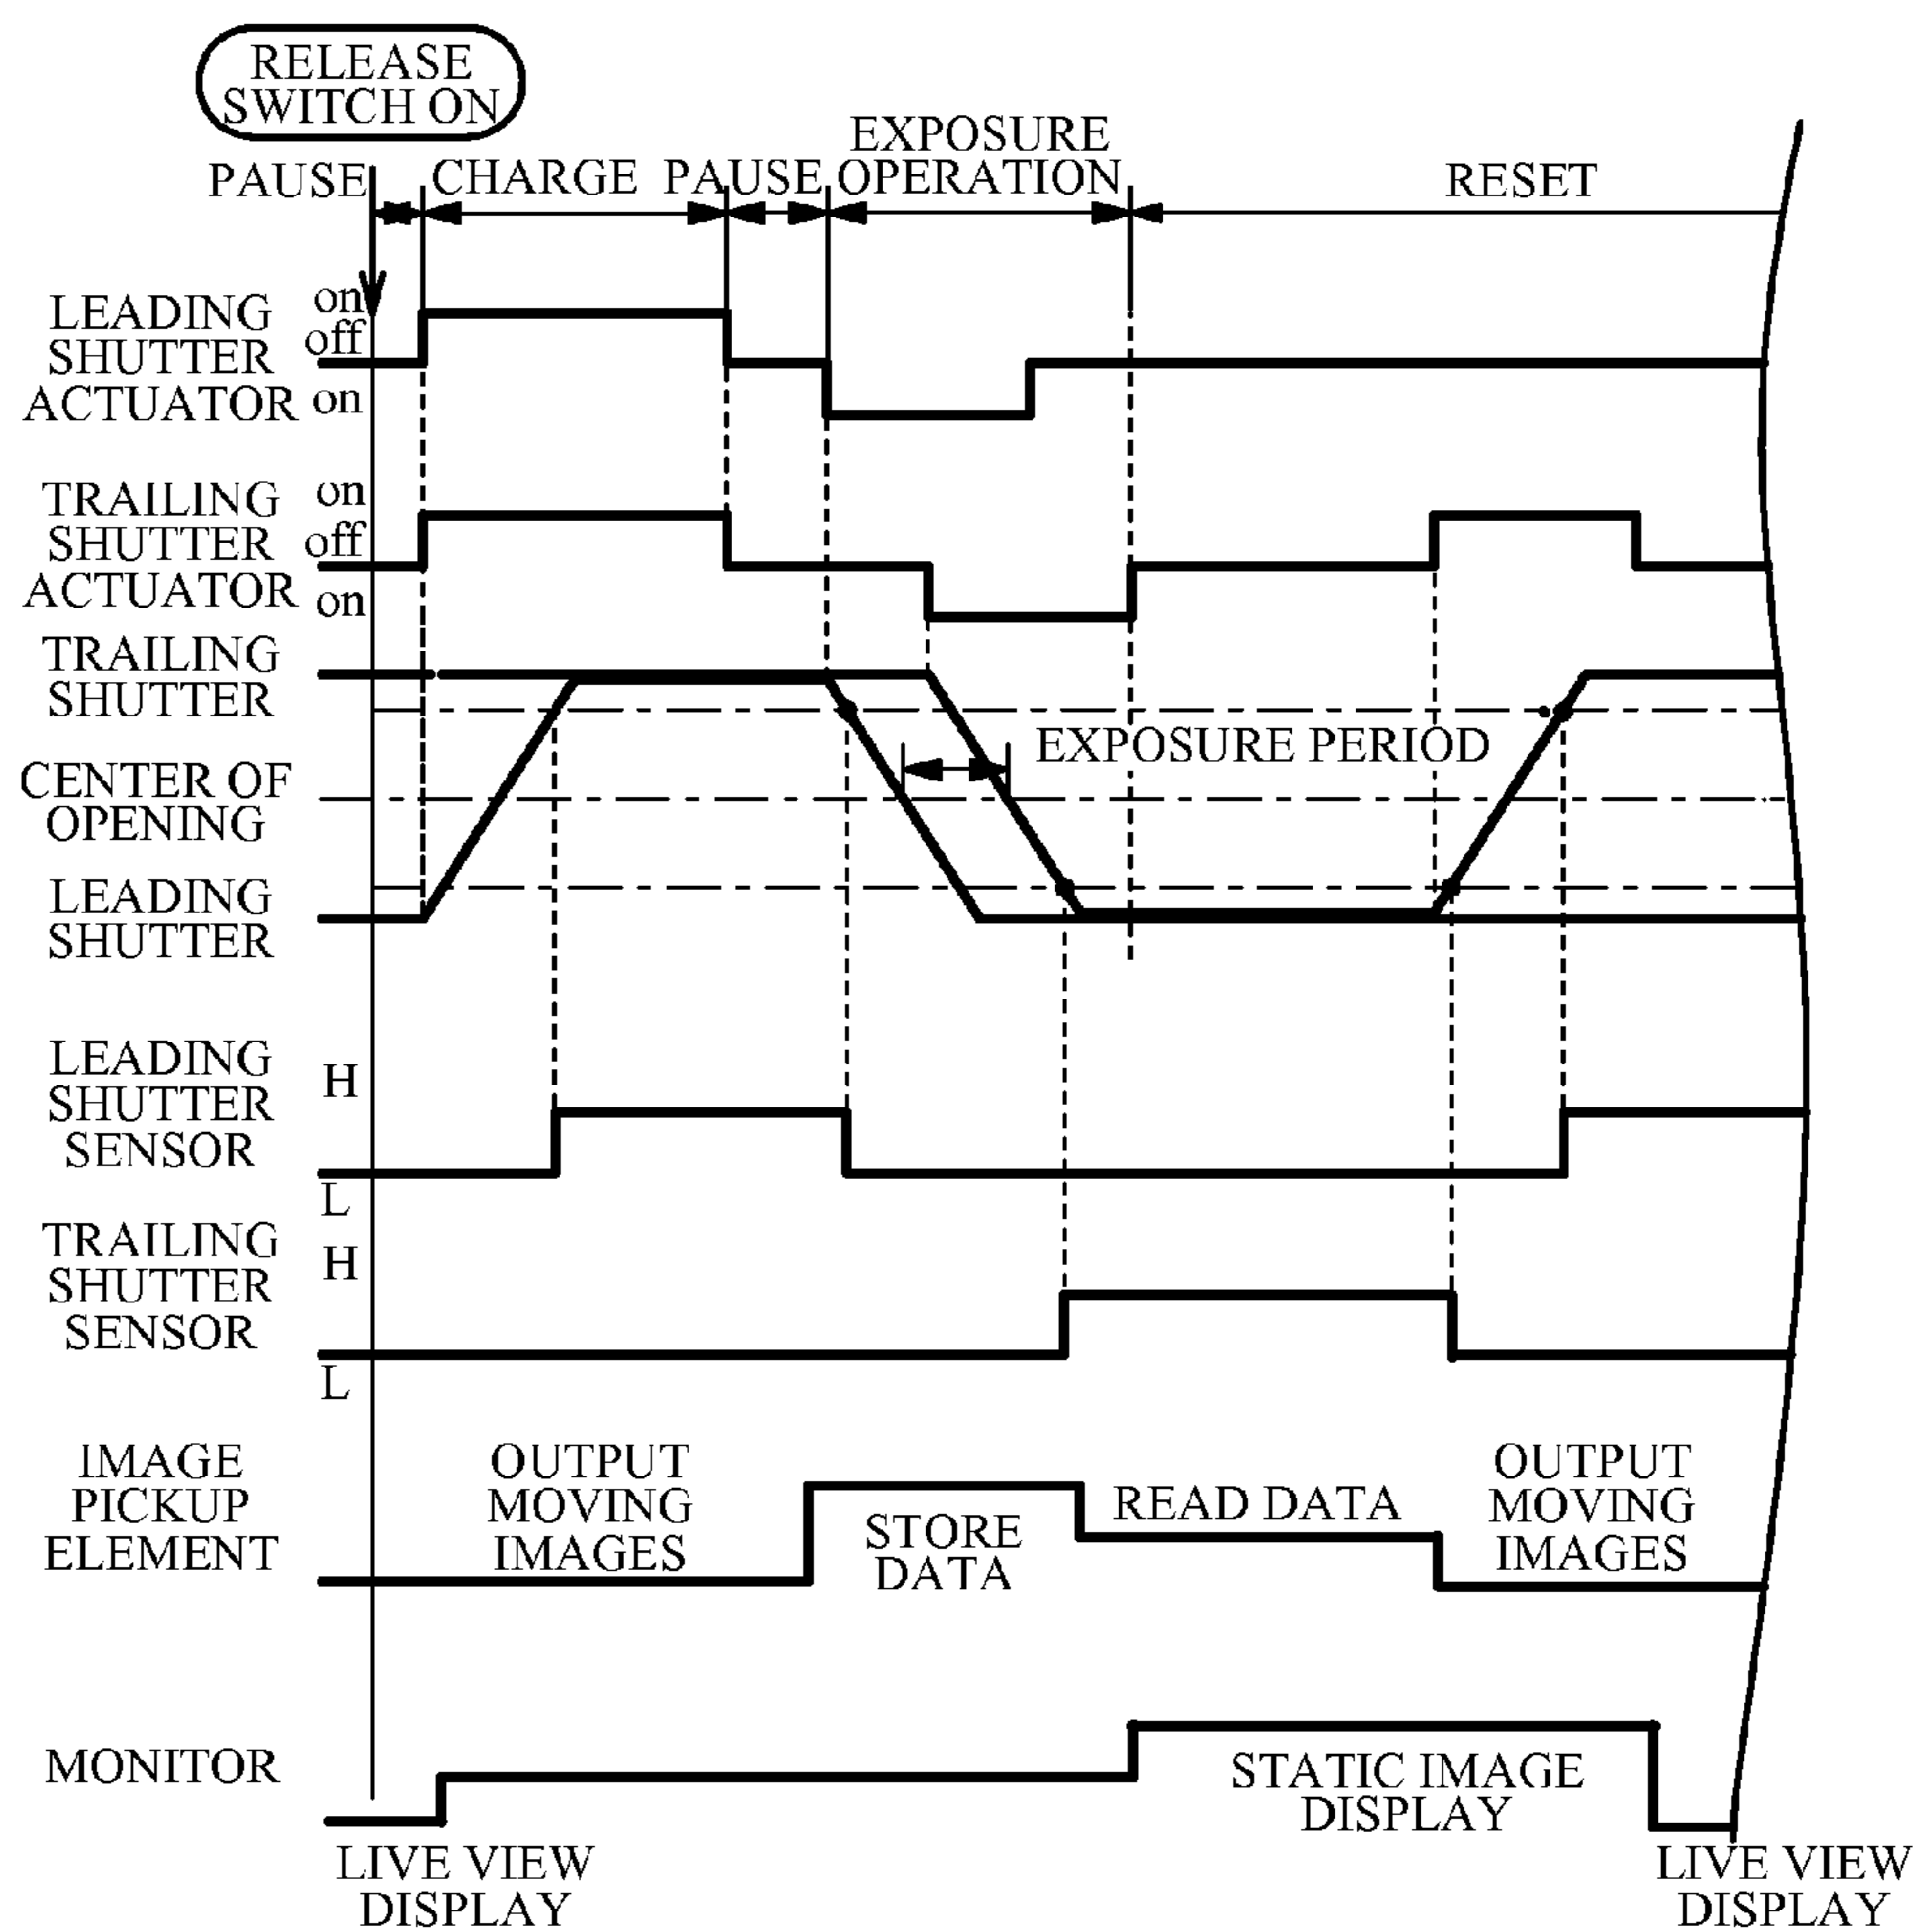 RELEASE
SWITCH ON
PAUSE
CHARGE
PAUSE
EXPOSURE
OPERATION
RESET
LEADING
SHUTTER
ACTUATOR
on
off
on
TRAILING
SHUTTER
ACTUATOR
on
off
on
TRAILING
SHUTTER
EXPOSURE PERIOD
CENTER OF
OPENING
LEADING
SHUTTER
LEADING
SHUTTER
SENSOR
H
L
TRAILING
SHUTTER
SENSOR
H
L
IMAGE
PICKUP
ELEMENT
OUTPUT
MOVING
IMAGES
STORE
DATA
READ DATA
OUTPUT
MOVING
IMAGES
MONITOR
STATIC IMAGE
DISPLAY
LIVE VIEW
DISPLAY
LIVE VIEW
DISPLAY